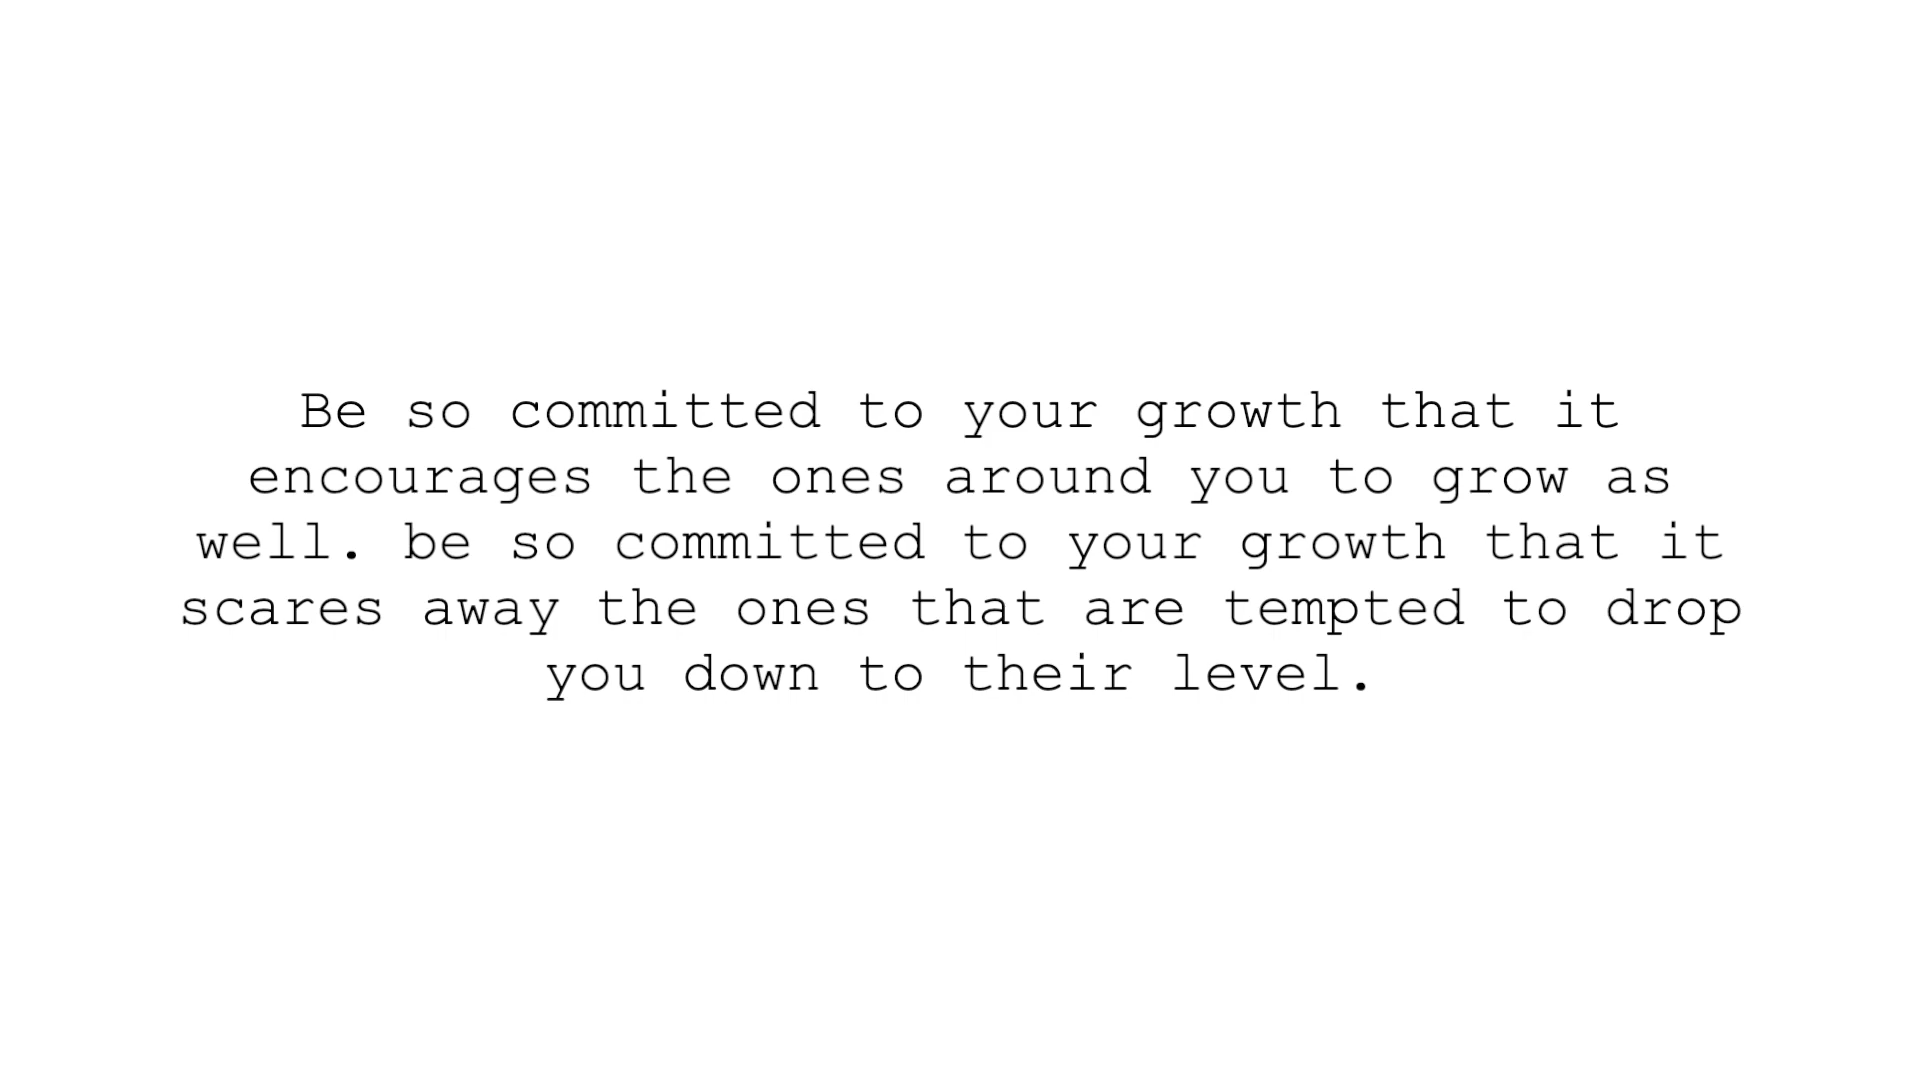 Be so committed to your growth that it
encourages the ones around you to grow as
well. be so committed to your growth that it
scares away the ones that are tempted to drop
you down to their level.